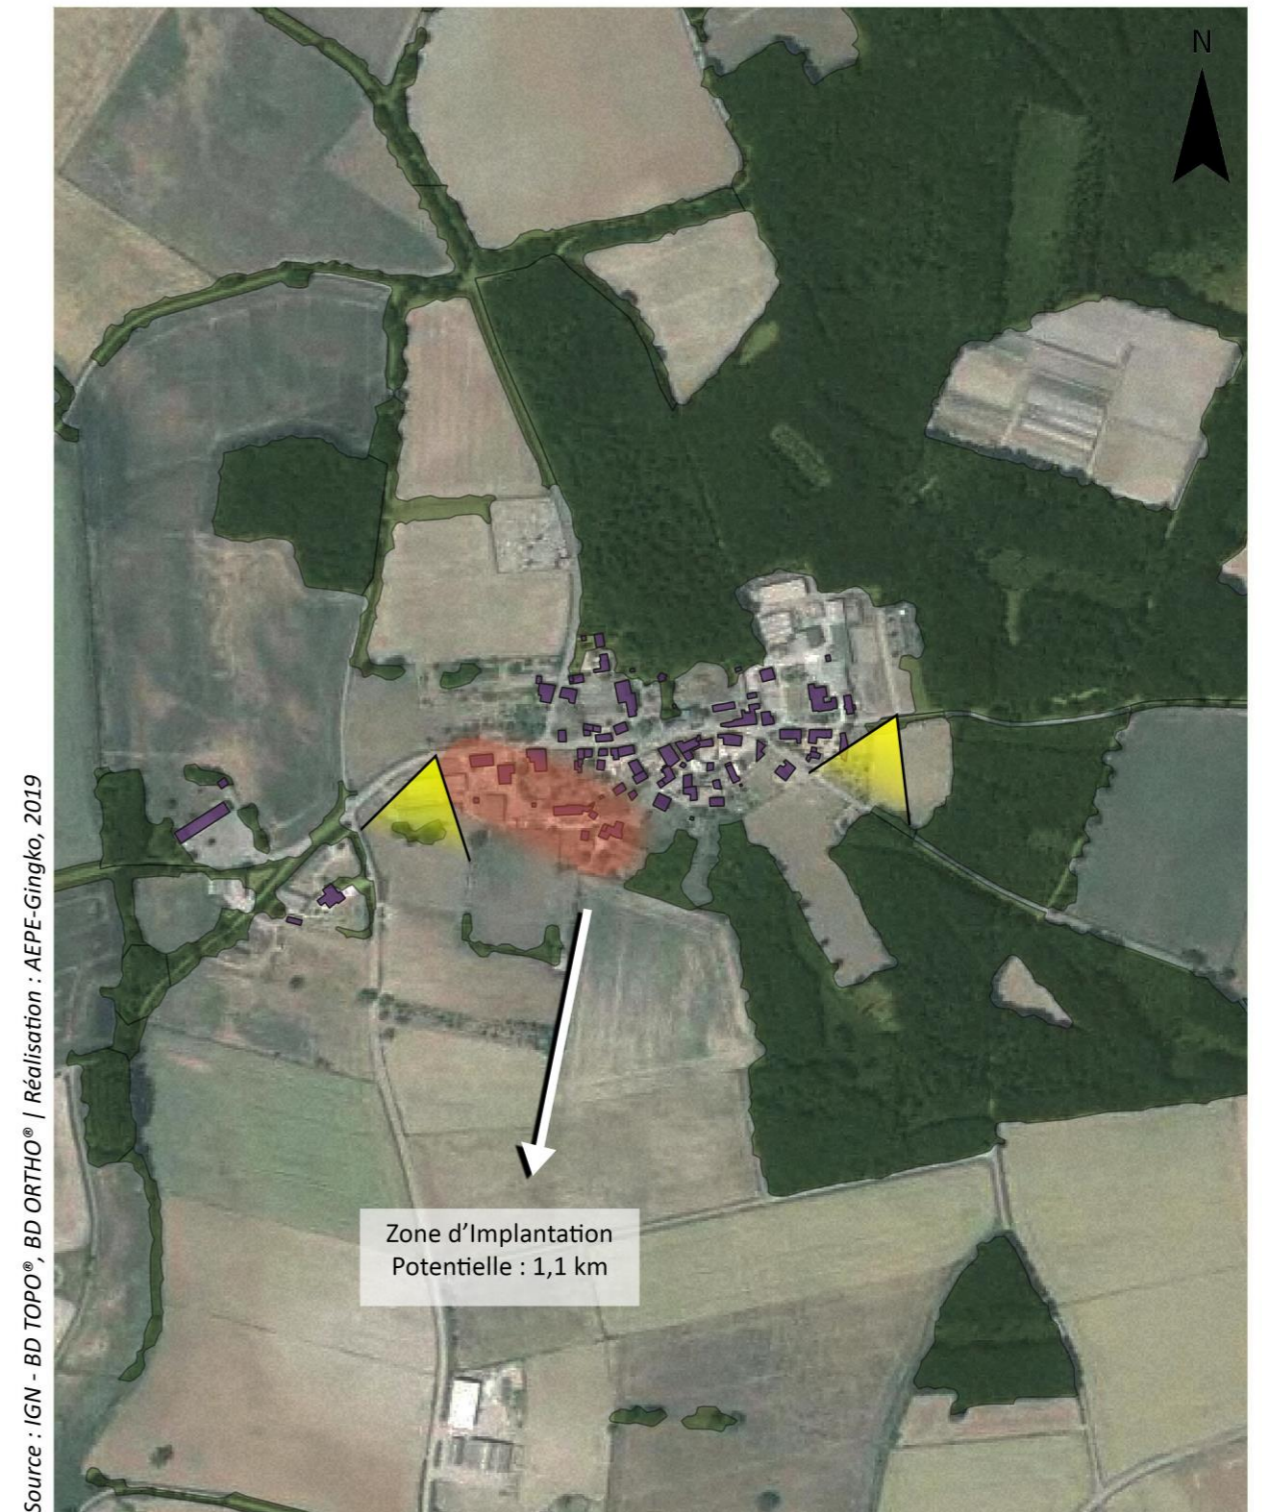 N
Zone d’Implantation
Potentielle : 1,1 km
Source : IGN - BD TOPO®, BD ORTHO® | Réalisation : AEPE-Gingko, 2019